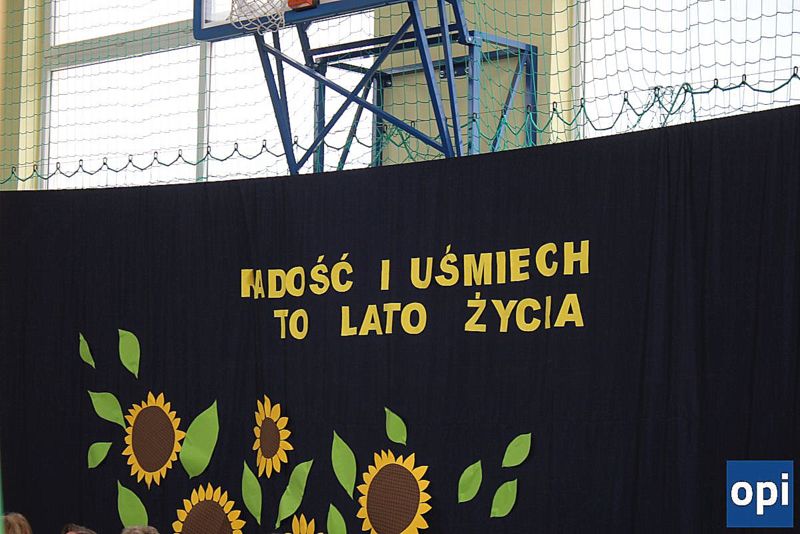 RADOŚĆ I UŚMIECH
TO LATO ŻYCIA
opi